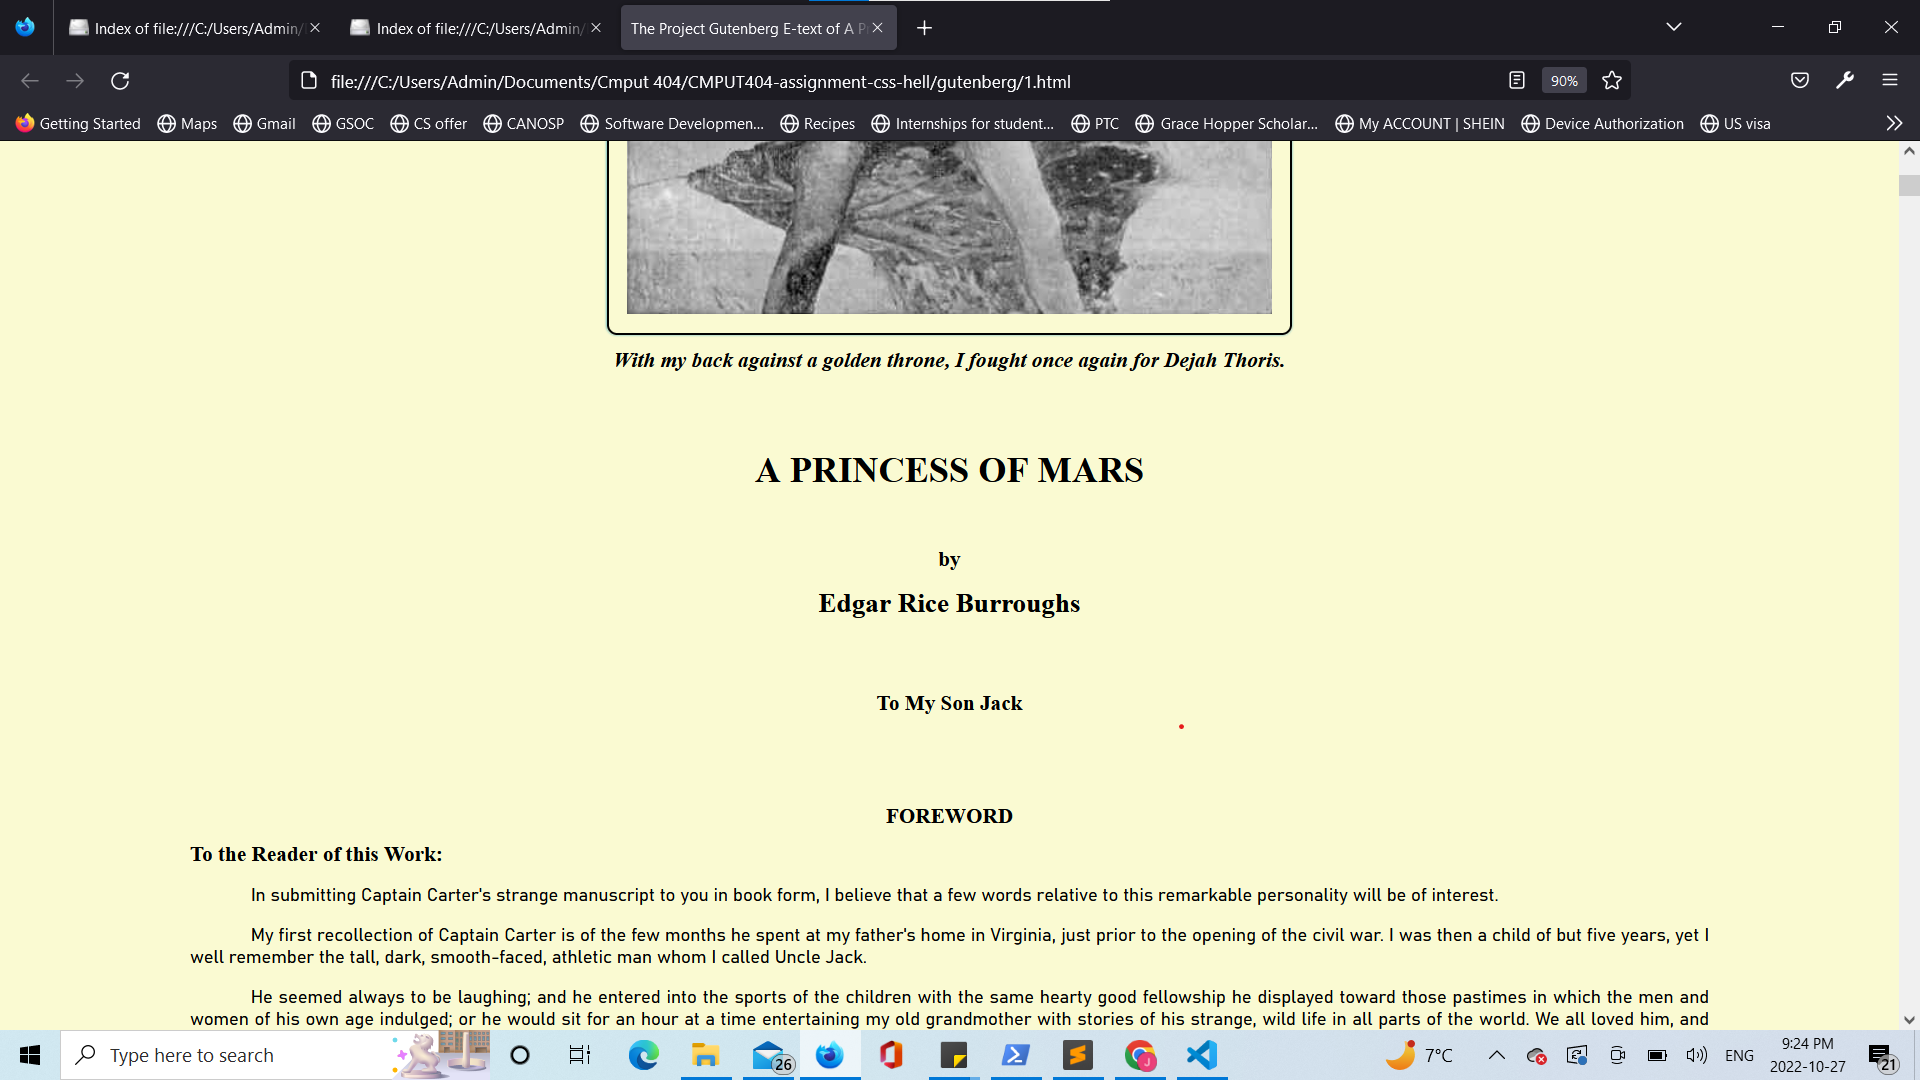 Index of file:///C:/Users/Admin/
Index of file:///C:/Users/Admin/
The Project Gutenberg E-text of A P
file:///C:/Users/Admin/Documents/Cmput 404/CMPUT404-assignment-css-hell/gutenberg/1.html
90%
Getting Started
Maps
Gmail
GSOC
CS offer
CANOSP
Software Developmen...
Recipes
Internships for student...
PTC
Grace Hopper Scholar...
My ACCOUNT | SHEIN
Device Authorization
US visa
With my back against a golden throne, I fought once again for Dejah Thoris.
A PRINCESS OF MARS
by
Edgar Rice Burroughs
To My Son Jack
FOREWORD
To the Reader of this Work:
In submitting Captain Carter's strange manuscript to you in book form, I believe that a few words relative to this remarkable personality will be of interest.
My first recollection of Captain Carter is of the few months he spent at my father's home in Virginia, just prior to the opening of the civil war. I was then a child of but five years, yet I
well remember the tall, dark, smooth-faced, athletic man whom I called Uncle Jack.
He seemed always to be laughing; and he entered into the sports of the children with the same hearty good fellowship he displayed toward those pastimes in which the men and
women of his own age indulged; or he would sit for an hour at a time entertaining my old grandmother with stories of his strange, wild life in all parts of the world. We all loved him, and
Type here to search
26
7°C
ENG
9:24 PM
2022-10-27
21